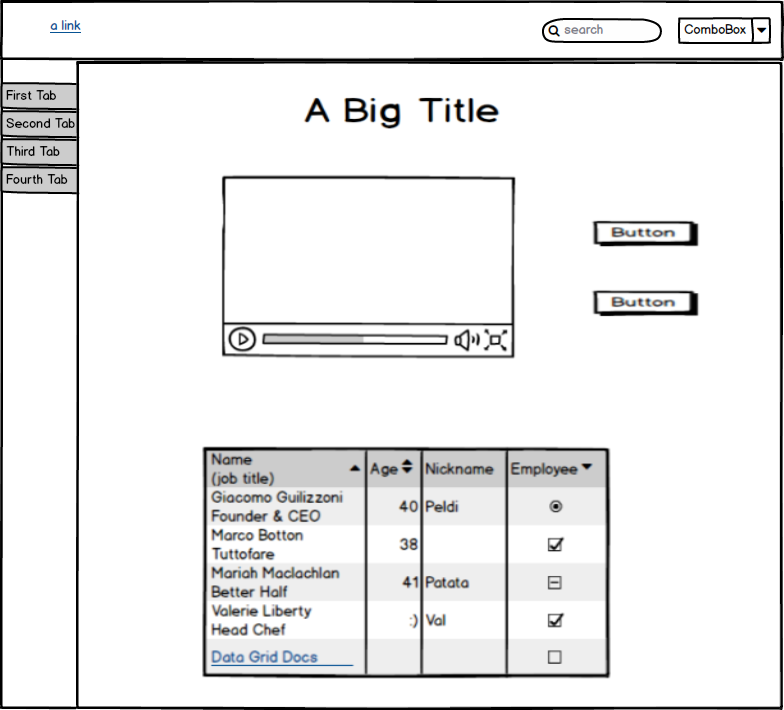 a link
search
ComboBox
First Tab
Second Tab
Third Tab
Fourth Tab
A Big Title
Button
Button
Name
(job title)
Age
Nickname
Employee
Giacomo Guilizzoni
Founder & CEO
40
Peldi
Marco Botton
Tuttofare
38
Mariah Maclachlan
Better Half
41
Patata
Valerie Liberty
Head Chef
:)
Val
Data Grid Docs